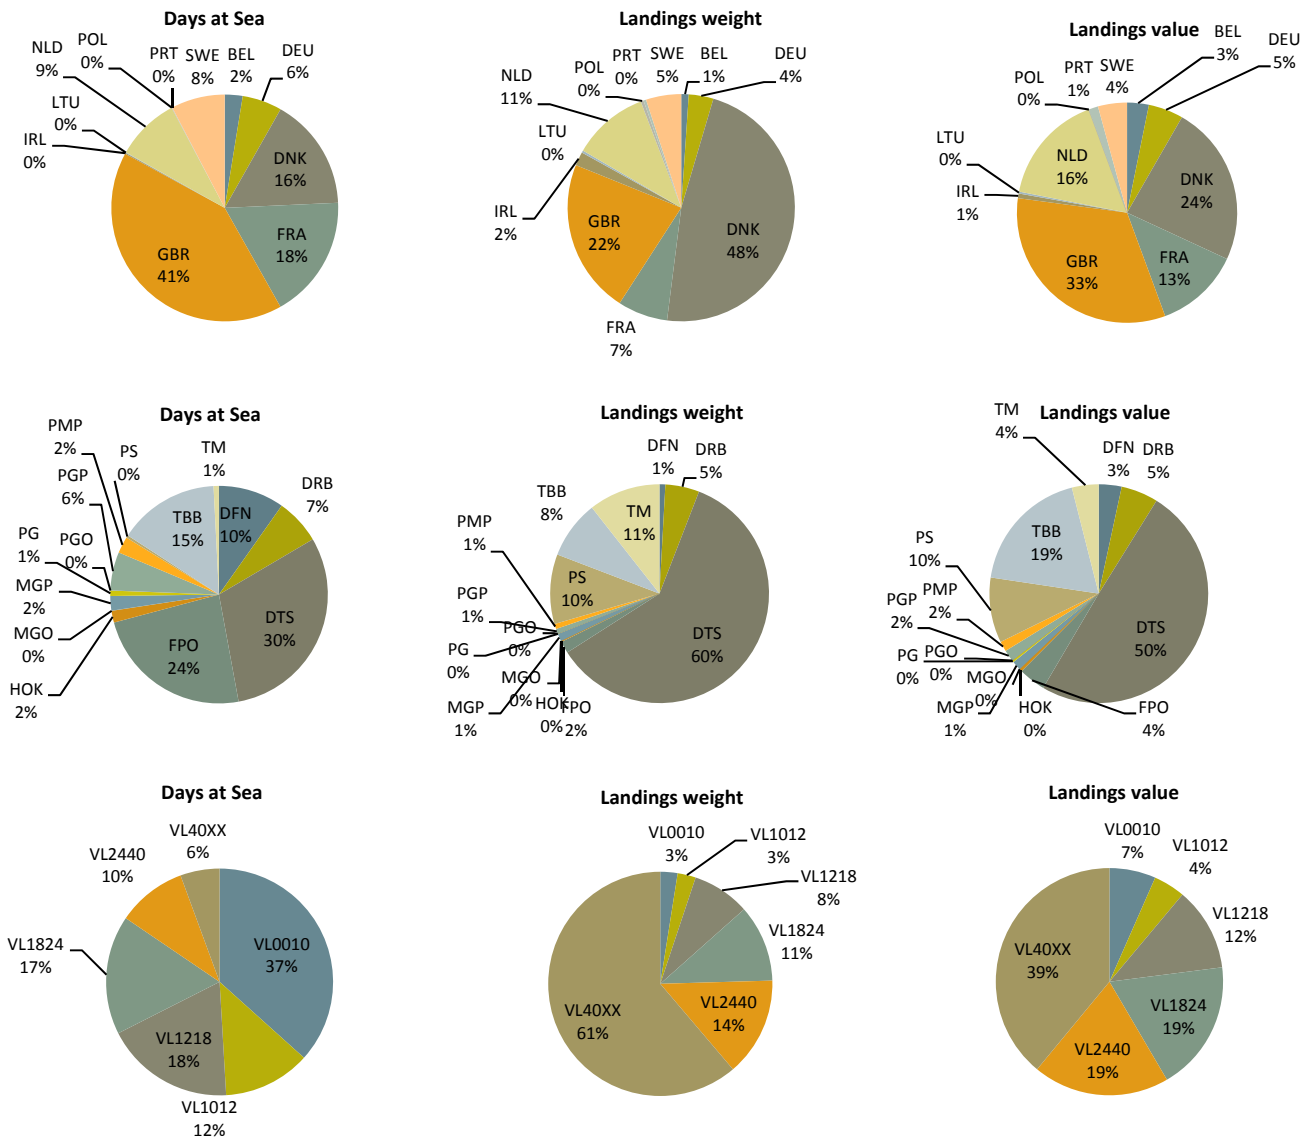 Days at Sea
NLD
9%
POL
0%
PRT
0%
SWE
8%
BEL
2%
DEU
6%
LTU
0%
IRL
0%
DNK
16%
FRA
18%
GBR
41%
Landings weight
NLD
11%
POL
0%
PRT
0%
SWE
5%
BEL
1%
DEU
4%
LTU
0%
IRL
2%
GBR
22%
DNK
48%
FRA
7%
Landings value
POL
0%
PRT
1%
SWE
4%
BEL
3%
DEU
5%
LTU
0%
IRL
1%
NLD
16%
DNK
24%
GBR
33%
FRA
13%
Days at Sea
PMP
2%
PS
0%
TM
1%
DRB
7%
PGP
6%
TBB
15%
DFN
10%
PG
1%
PGO
0%
MGP
2%
MGO
0%
HOK
2%
FPO
24%
DTS
30%
Landings weight
DFN
1%
DRB
5%
TBB
8%
TM
11%
PMP
1%
PS
10%
PGP
1%
PGO
0%
PG
0%
MGO
0%
MGP
1%
HOK
0%
FPO
2%
DTS
60%
Landings value
TM
4%
DFN
3%
DRB
5%
TBB
19%
PS
10%
PMP
2%
PGP
2%
PG
0%
PGO
0%
MGO
0%
MGP
1%
HOK
0%
FPO
4%
DTS
50%
Days at Sea
VL40XX
6%
VL2440
10%
VL1824
17%
VL0010
37%
VL1218
18%
VL1012
12%
Landings weight
VL0010
3%
VL1012
3%
VL1218
8%
VL1824
11%
VL2440
14%
VL40XX
61%
Landings value
VL0010
7%
VL1012
4%
VL1218
12%
VL40XX
39%
VL1824
19%
VL2440
19%